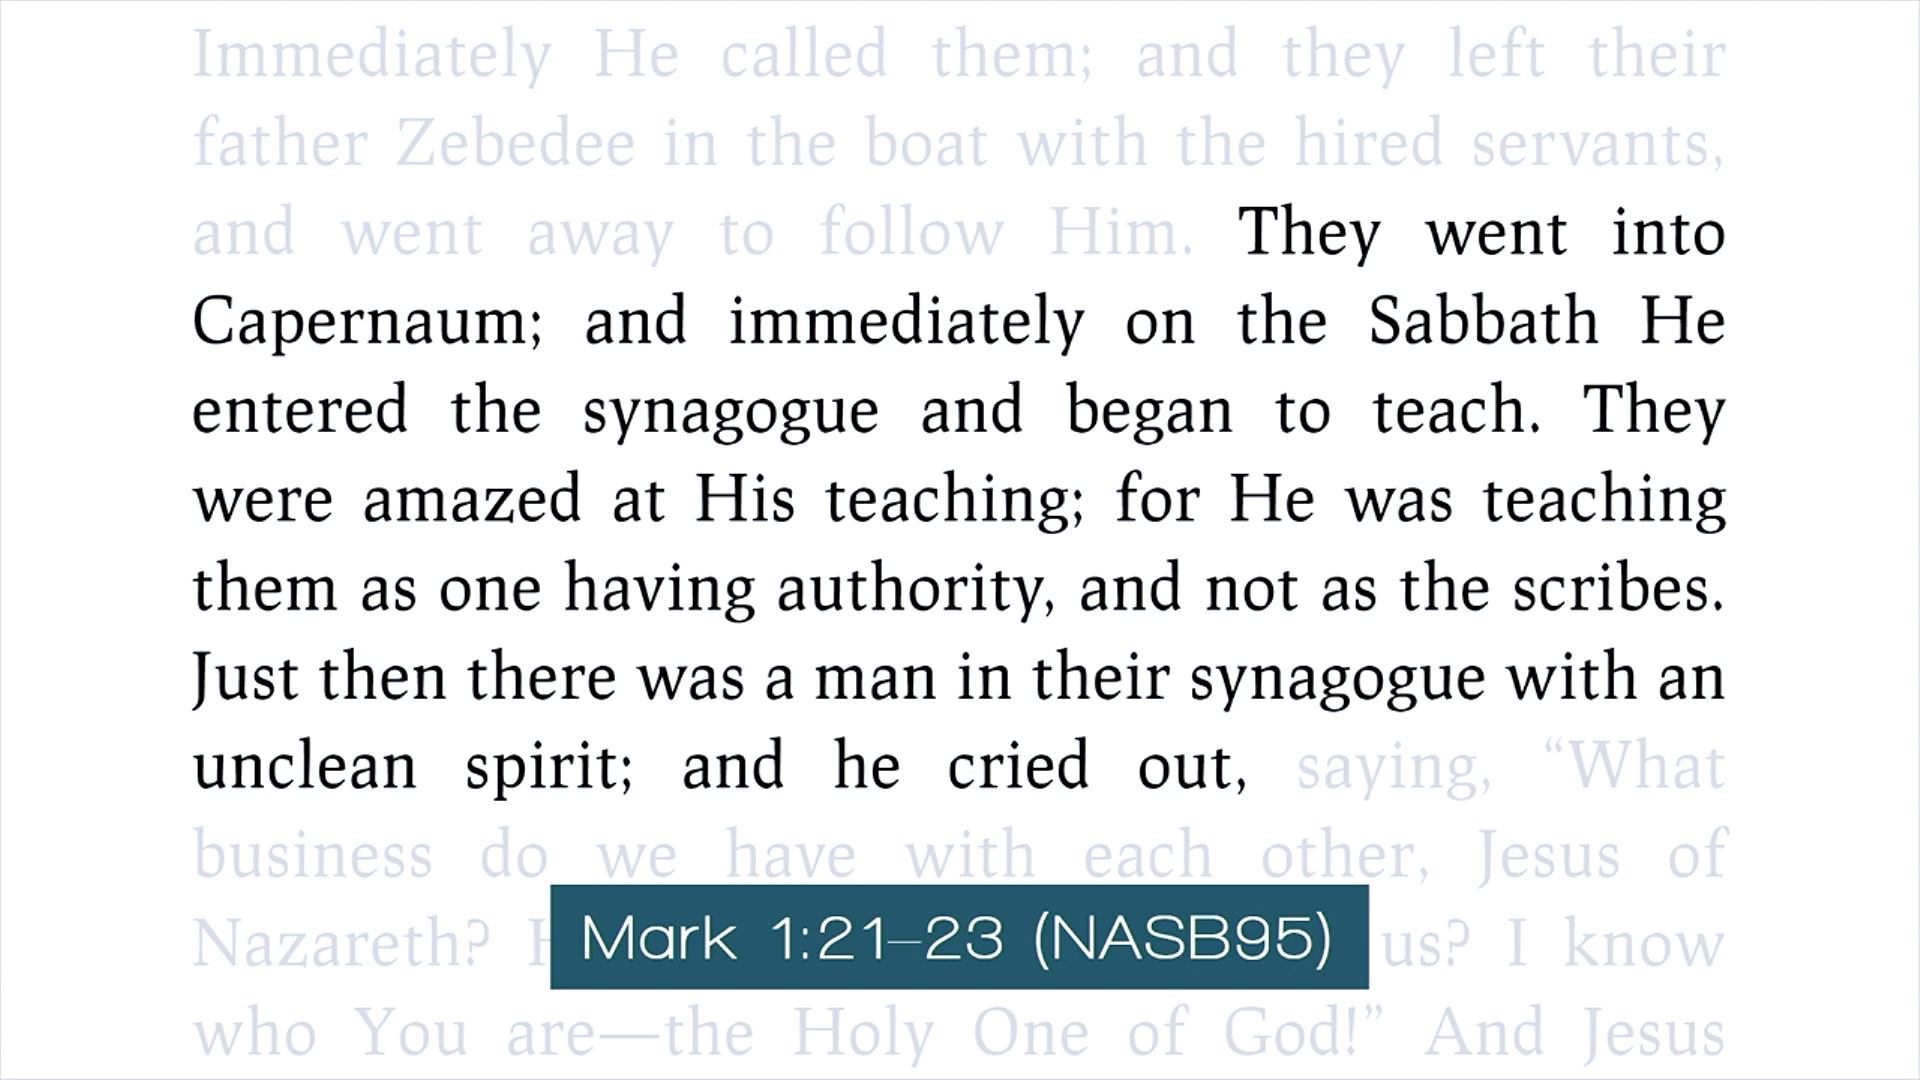 Immediately He called them; and they left their
father Zebedee in the boat with the hired servants,
and went away to follow Him. They went into
Capernaum; and immediately on the Sabbath He
entered the synagogue and began to teach. They
were amazed at His teaching; for He was teaching
them as one having authority, and not as the scribes.
Just then there was a man in their synagogue with an
unclean spirit; and he cried out, saying, “What
business do we have with each other, Jesus of
Nazareth? us? I know
Mark 1:21–23 (NASB95)
who You are—the Holy One of God!” And Jesus